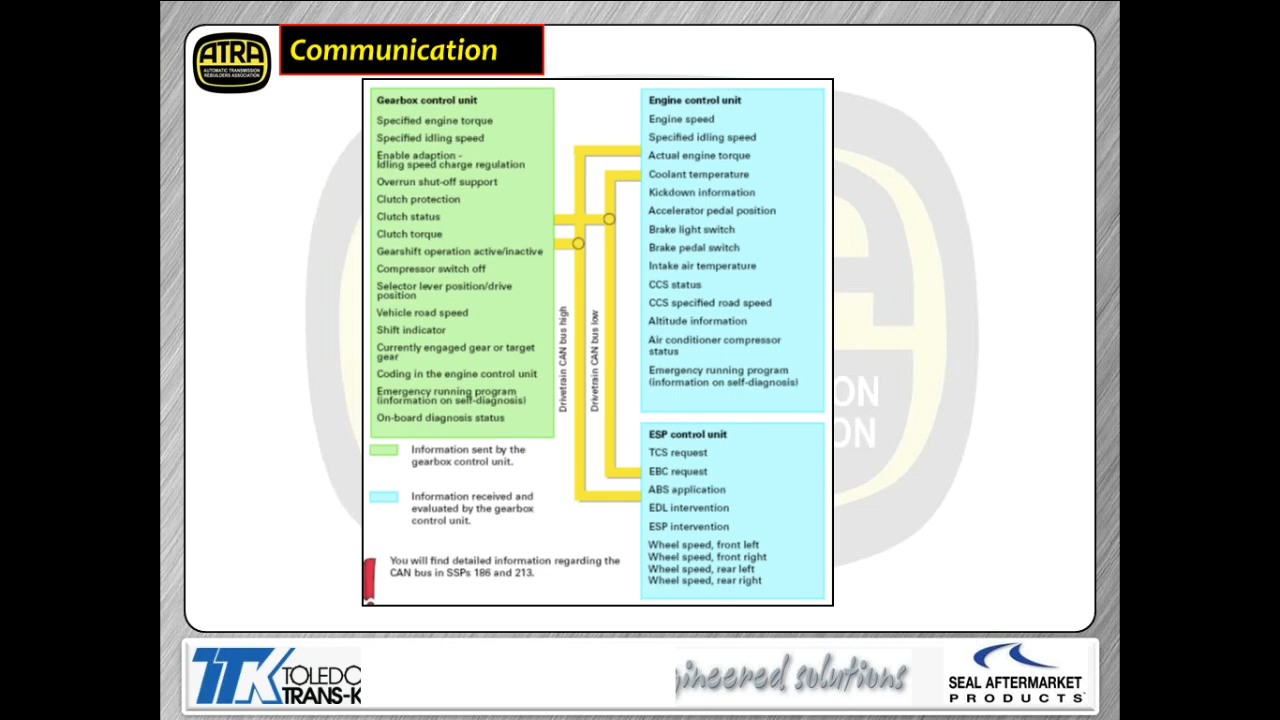 ATRA
AUTOMATIC TRANSMISSION
REBUILDERS ASSOCIATION
Communication
Gearbox control unit
Specified engine torque
Specified idling speed
Enable adaption -
Idling speed charge regulation
Overrun shut-off support
Clutch protection
Clutch status
Clutch torque
Gearshift operation active/inactive
Compressor switch off
Selector lever position/drive
position
Vehicle road speed
Shift indicator
Currently engaged gear or target
gear
Coding in the engine control unit
Emergency running program
(information on self-diagnosis)
On-board diagnosis status
Drivetrain CAN bus high
Drivetrain CAN bus low
Engine control unit
Engine speed
Specified idling speed
Actual engine torque
Coolant temperature
Kickdown information
Accelerator pedal position
Brake light switch
Brake pedal switch
Intake air temperature
CCS status
CCS specified road speed
Altitude information
Air conditioner compressor
status
Emergency running program
(information on self-diagnosis)
ESP control unit
TCS request
EBC request
ABS application
EDL intervention
ESP intervention
Wheel speed, front left
Wheel speed, front right
Wheel speed, rear left
Wheel speed, rear right
Information sent by the
gearbox control unit.
Information received and
evaluated by the gearbox
control unit.
You will find detailed information regarding the
CAN bus in SSPs 186 and 213.
ON
ON
TTK TOLEDO
TRANS-K
gineered solutions
SEAL AFTERMARKET
PRODUCTS